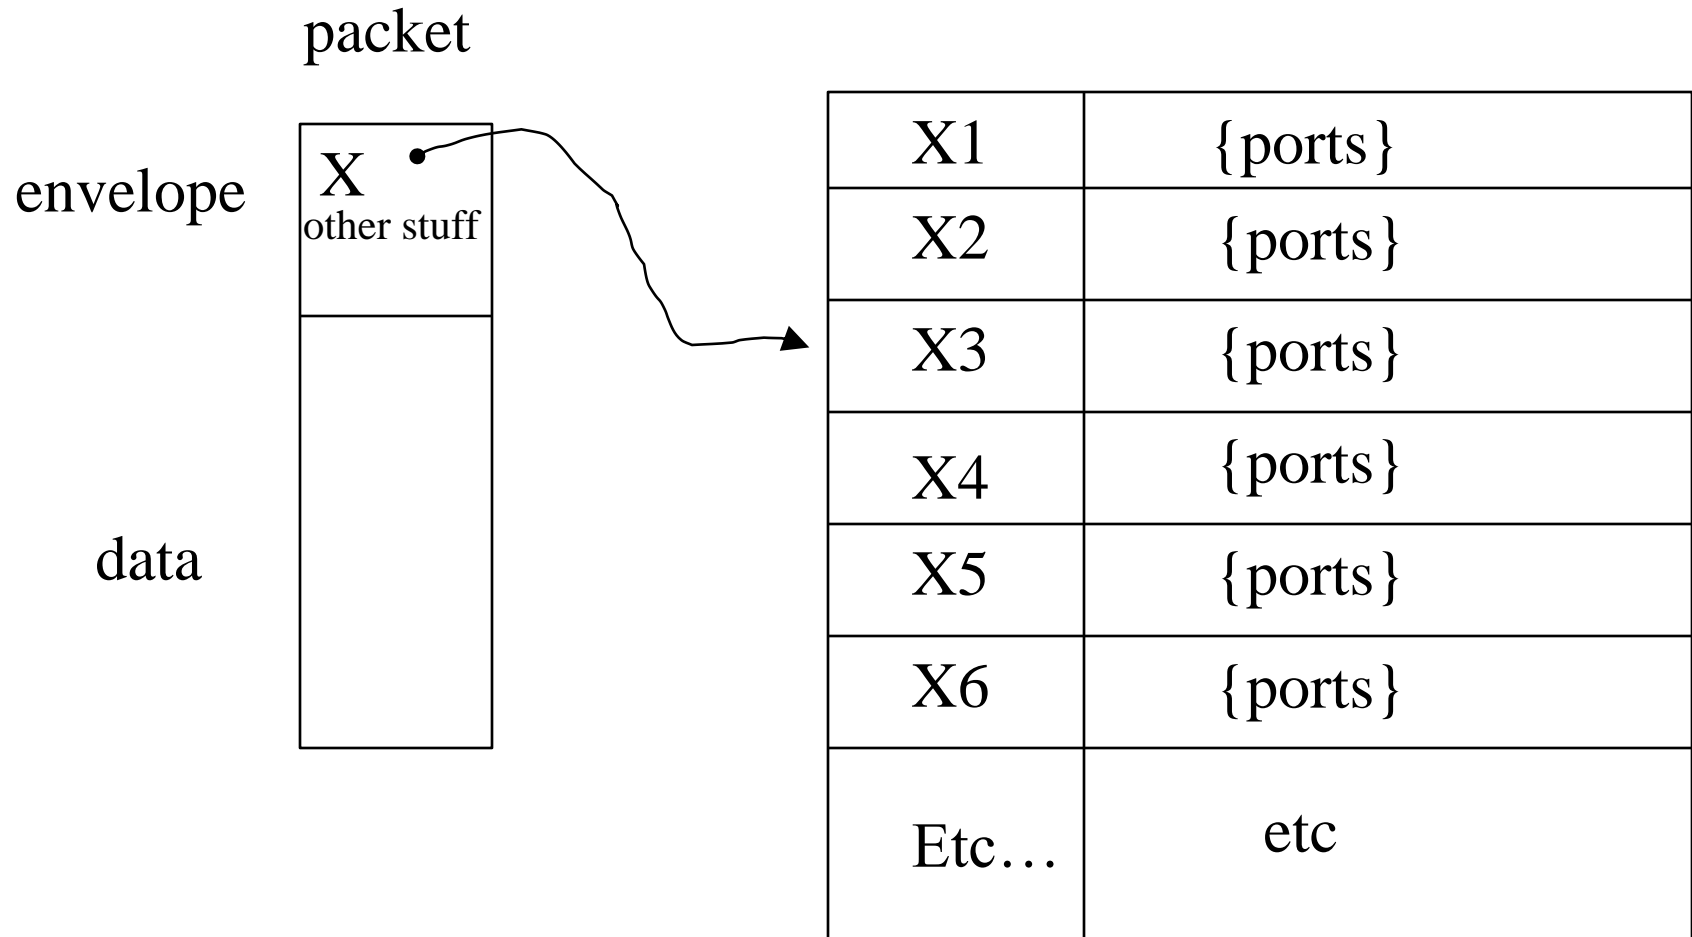 packet
envelope
X
other stuff
data
X1 {ports}
X2 {ports}
X3 {ports}
X4 {ports}
X5 {ports}
X6 {ports}
Etc… etc